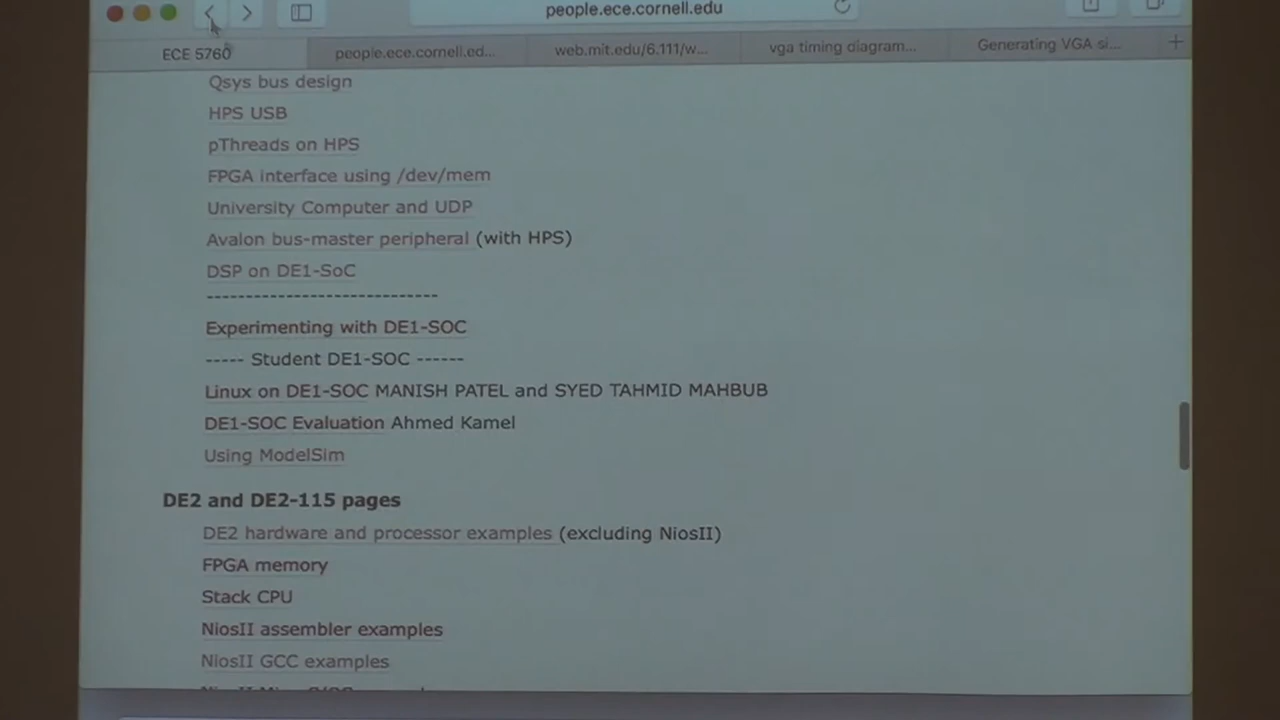 people.ece.cornell.edu
ECE 5760
people.ece.cornell.ed...
web.mit.edu/6.111/w...
vga timing diagram...
Generating VGA si...
Qsys bus design
HPS USB
pThreads on HPS
FPGA interface using /dev/mem
University Computer and UDP
Avalon bus-master peripheral (with HPS)
DSP on DE1-SoC
------------------------------
Experimenting with DE1-SOC
----- Student DE1-SOC ------
Linux on DE1-SOC MANISH PATEL and SYED TAHMID MAHBUB
DE1-SOC Evaluation Ahmed Kamel
Using ModelSim
DE2 and DE2-115 pages
DE2 hardware and processor examples (excluding NiosII)
FPGA memory
Stack CPU
NiosII assembler examples
NiosII GCC examples